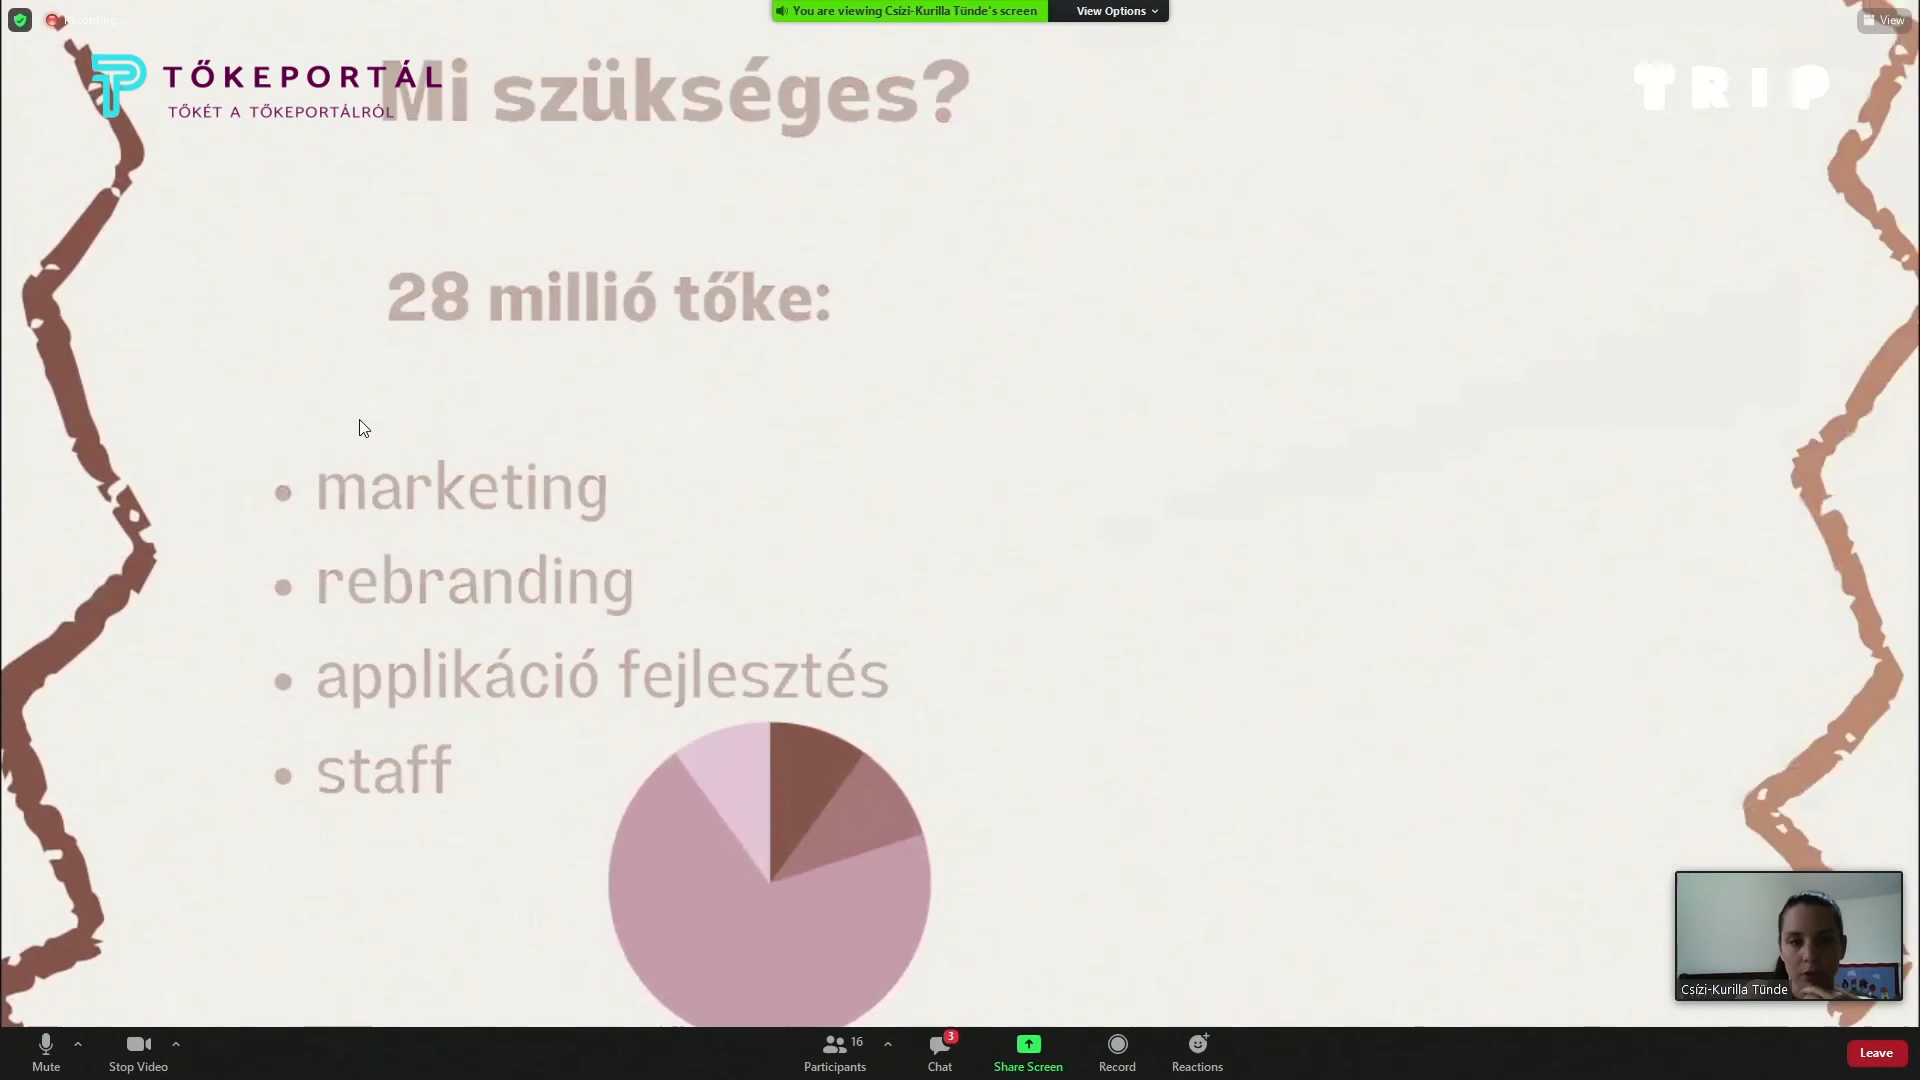 Recording
You are viewing Csízi-Kurilla Tünde's screen
View Options
View
TŐKEPORTÁL
TŐKÉT A TŐKEPORTÁLRÓL
Mi szükséges?
TRIP
28 millió tőke:
• marketing
• rebranding
• applikáció fejlesztés
• staff
Csízi-Kurilla Tünde
Mute
Stop Video
16
Participants
3
Chat
Share Screen
Record
Reactions
Leave